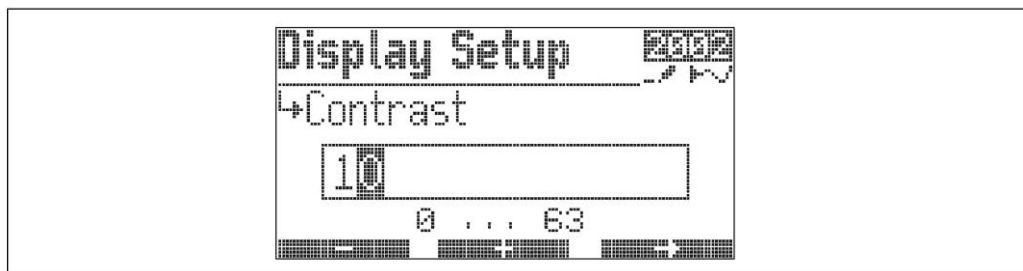 Display Setup 2002
↳Contrast
10
0 ... 63
- + →